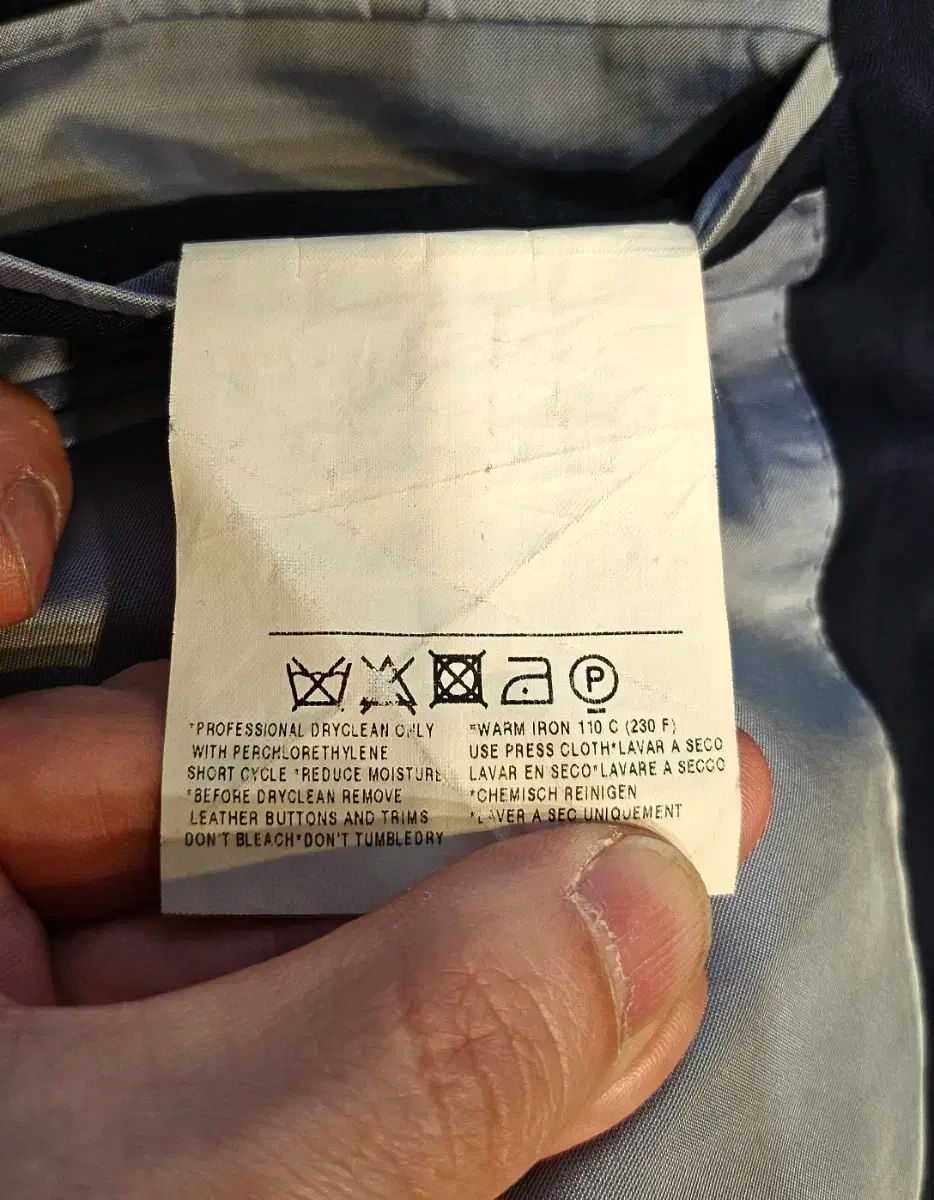 P
*PROFESSIONAL DRYCLEAN ONLY
WITH PERCHLORETHYLENE
SHORT CYCLE *REDUCE MOISTURE
*BEFORE DRYCLEAN REMOVE
LEATHER BUTTONS AND TRIMS
DON'T BLEACH*DON'T TUMBLEDRY
*WARM IRON 110 C (230 F)
USE PRESS CLOTH*LAVAR A SECO
LAVAR EN SECO*LAVARE A SECCO
*CHEMISCH REINIGEN
*LAVER A SEC UNIQUEMENT